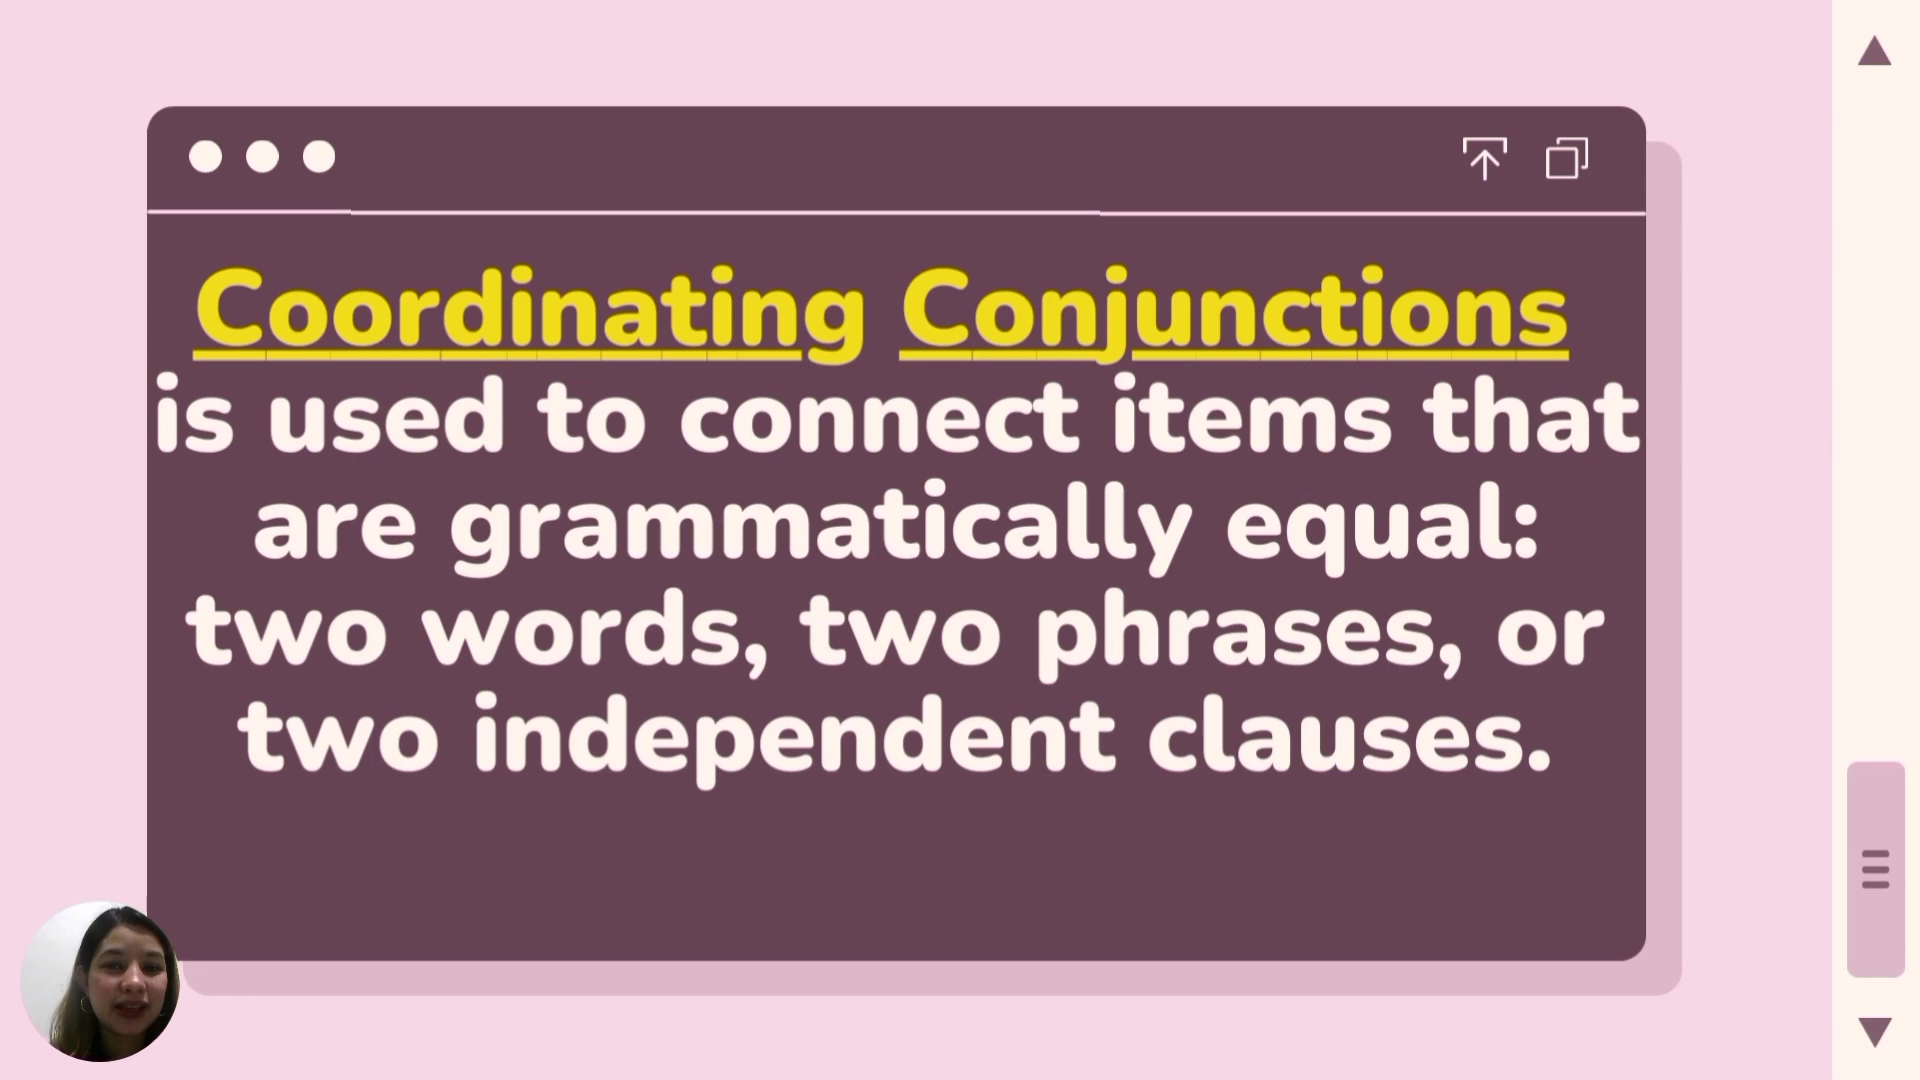 Coordinating Conjunctions
is used to connect items that
are grammatically equal:
two words, two phrases, or
two independent clauses.